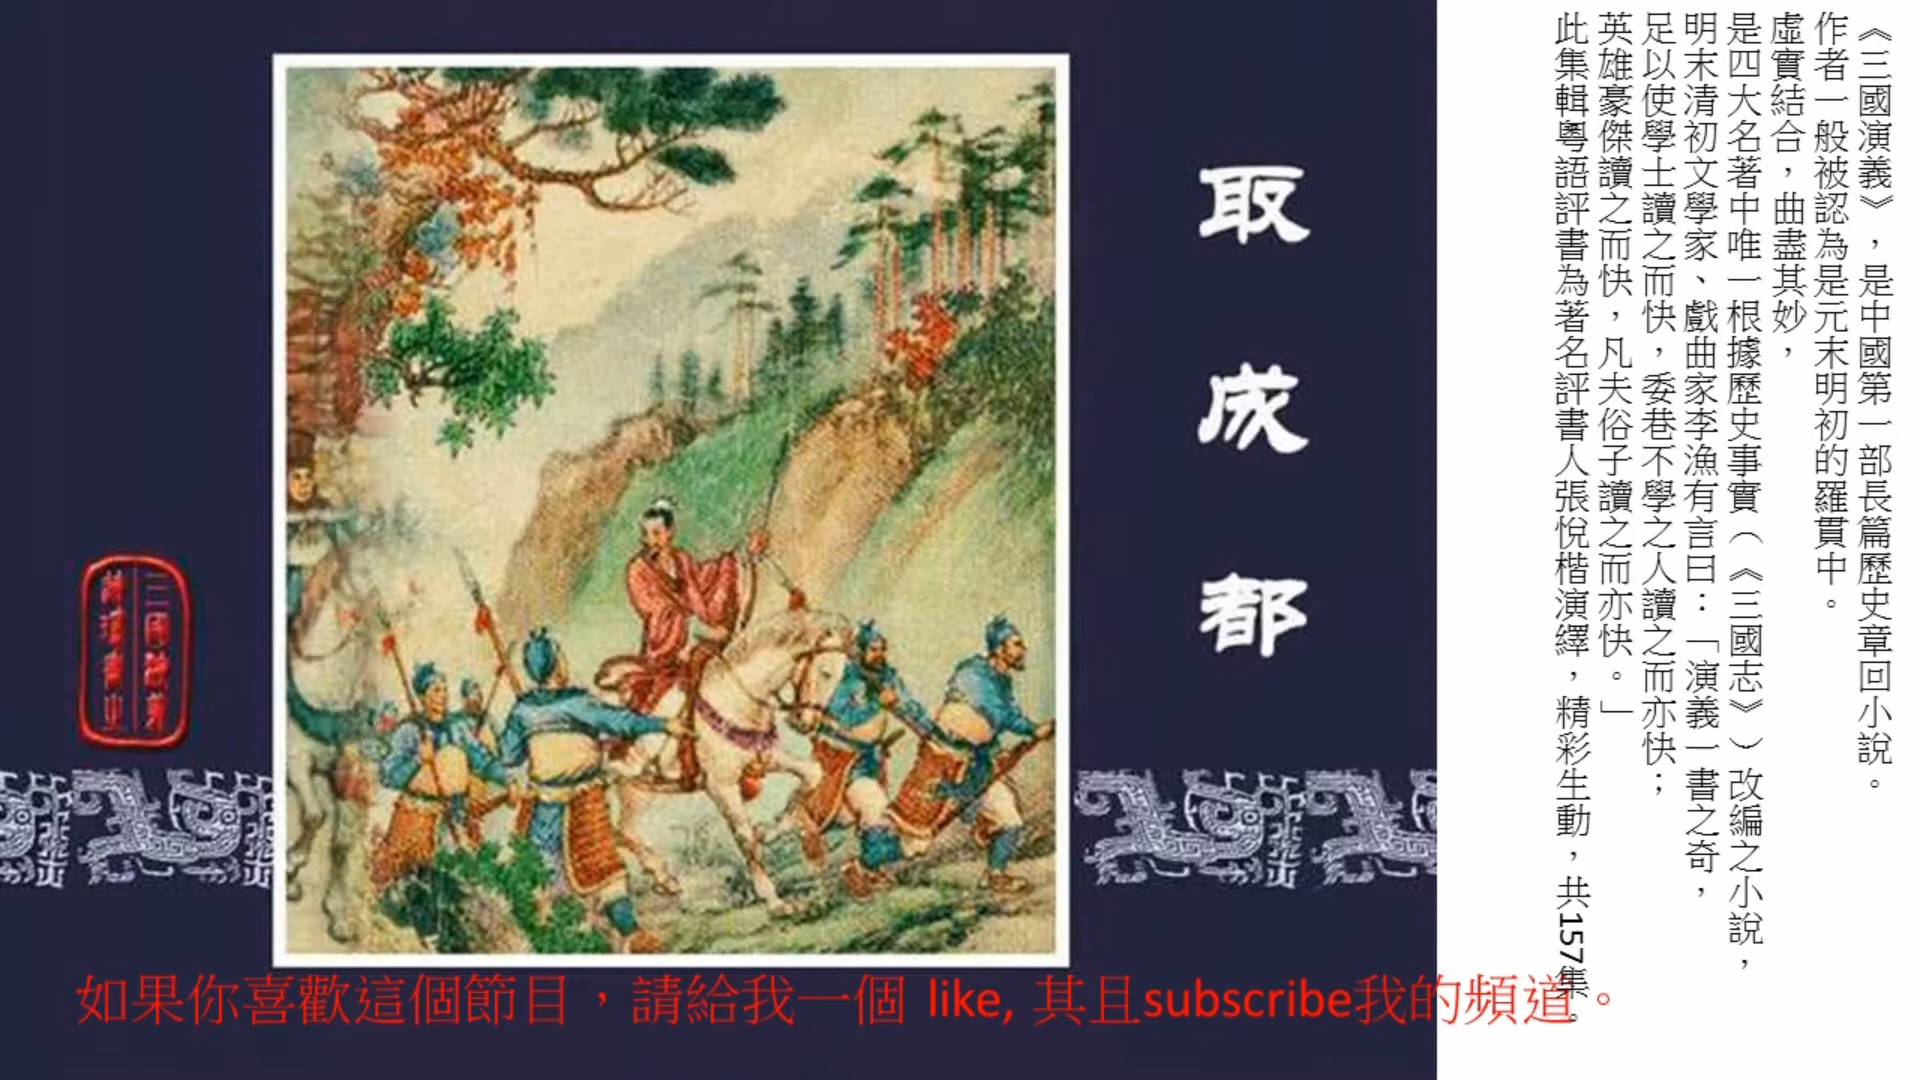 《三國演義》，是中國第一部長篇歷史章回小說。
作者一般被認為是元末明初的羅貫中。
虛實結合，曲盡其妙，
是四大名著中唯一根據歷史事實（《三國志》）改編之小說，
明末清初文學家、戲曲家李漁有言曰：「演義一書之奇，
足以使學士讀之而快，委巷不學之人讀之而亦快；
英雄豪傑讀之而快，凡夫俗子讀之而亦快。」
此集輯粵語評書為著名評書人張悅楷演繹，精彩生動，共157集。
取成都
如果你喜歡這個節目，請給我一個 like, 其且subscribe我的頻道。